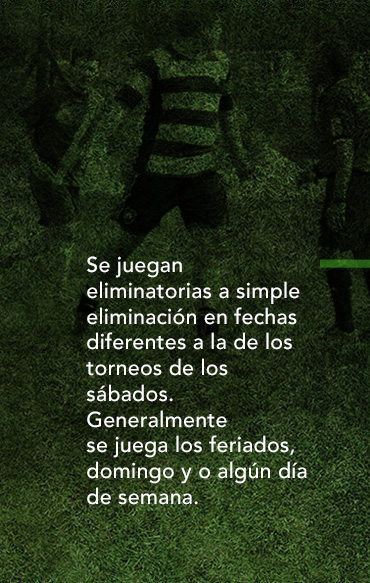 Se juegan
eliminatorias a simple
eliminación en fechas
diferentes a la de los
torneos de los
sábados.
Generalmente
se juega los feriados,
domingo y o algún día
de semana.